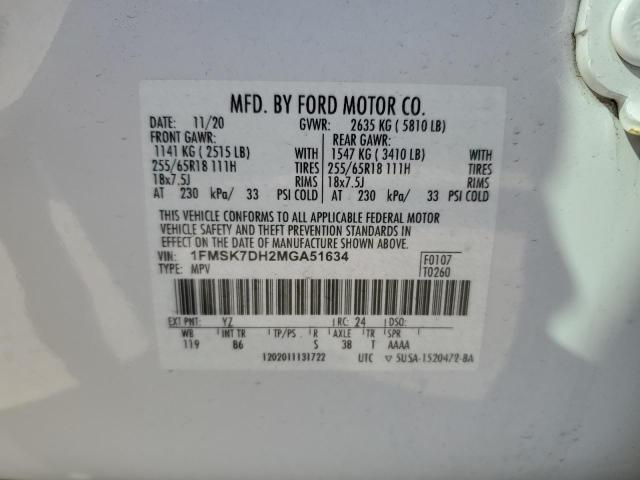 MFD. BY FORD MOTOR CO.
DATE: 11/20 GVWR: 2635 KG ( 5810 LB)
FRONT GAWR: REAR GAWR:
1141 KG ( 2515 LB) WITH 1547 KG ( 3410 LB) WITH
255/65R18 111H TIRES 255/65R18 111H TIRES
18x7.5J RIMS 18x7.5J RIMS
AT 230 kPa/ 33 PSI COLD AT 230 kPa/ 33 PSI COLD
THIS VEHICLE CONFORMS TO ALL APPLICABLE FEDERAL MOTOR
VEHICLE SAFETY AND THEFT PREVENTION STANDARDS IN
EFFECT ON THE DATE OF MANUFACTURE SHOWN ABOVE.
VIN: 1FMSK7DH2MGA51634 F0107
TYPE: MPV T0260
EXT PNT: YZ RC: 24 DSO:
WB INT TR TP/PS R AXLE TR SPR
119 B6 S 38 T AAAA
1202011131722 UTC ▽ 5USA-1520472-BA